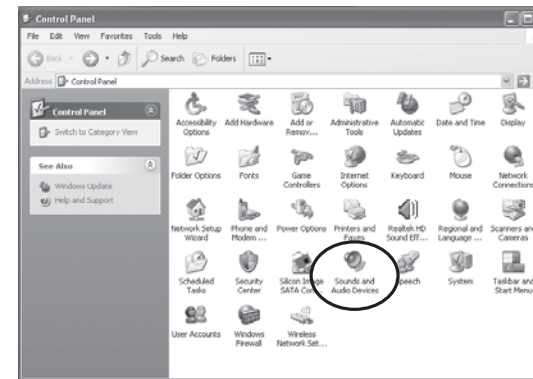 Control Panel
File Edit View Favorites Tools Help
Back Search Folders
Address Control Panel
Control Panel
Switch to Category View
See Also
Windows Update
Help and Support
Accessibility Options
Add Hardware
Add or Remov...
Administrative Tools
Automatic Updates
Date and Time
Display
Folder Options
Fonts
Game Controllers
Internet Options
Keyboard
Mouse
Network Connections
Network Setup Wizard
Phone and Modem ...
Power Options
Printers and Faxes
Realtek HD Sound Eff...
Regional and Language ...
Scanners and Cameras
Scheduled Tasks
Security Center
Silicon Image SATA Con...
Sounds and Audio Devices
Speech
System
Taskbar and Start Menu
User Accounts
Windows Firewall
Wireless Network Set...